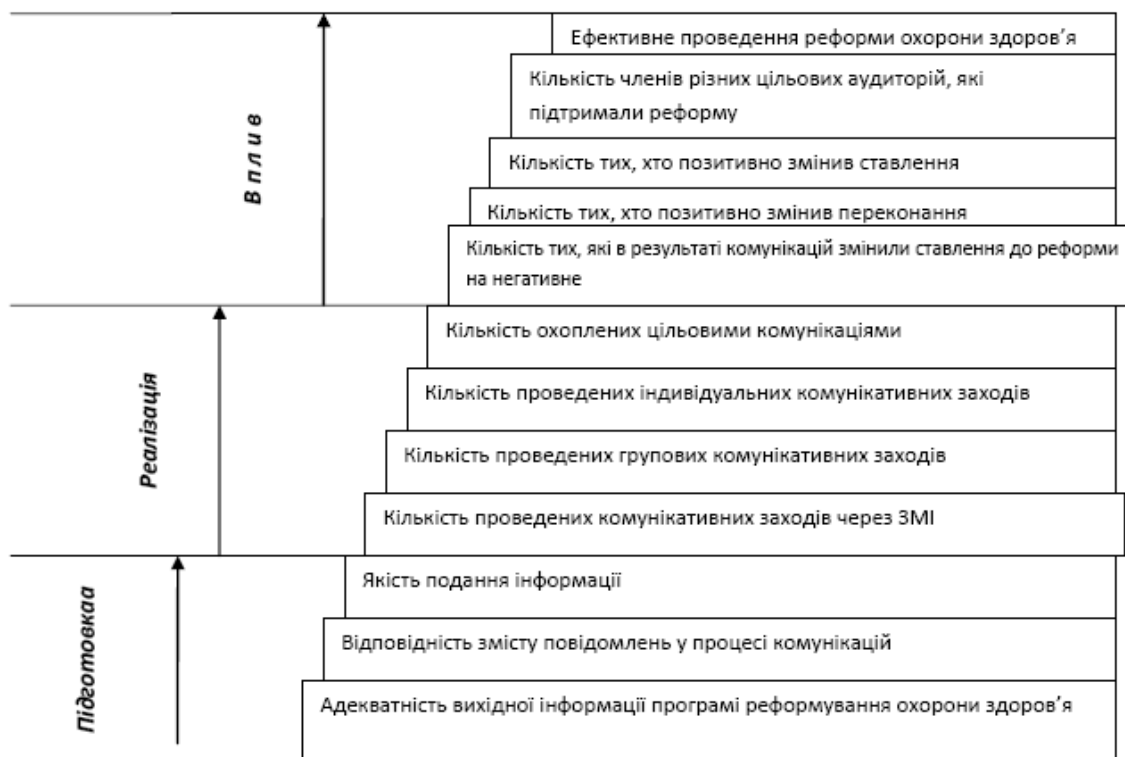 Ефективне проведення реформи охорони здоров’я
Кількість членів різних цільових аудиторій, які
підтримали реформу
Кількість тих, хто позитивно змінив ставлення
Кількість тих, хто позитивно змінив переконання
Кількість тих, які в результаті комунікацій змінили ставлення до реформи
на негативне
В п л и в
Кількість охоплених цільовими комунікаціями
Кількість проведених індивідуальних комунікативних заходів
Кількість проведених групових комунікативних заходів
Кількість проведених комунікативних заходів через ЗМІ
Реалізація
Якість подання інформації
Відповідність змісту повідомлень у процесі комунікацій
Адекватність вихідної інформації програмі реформування охорони здоров’я
Підготовкаа